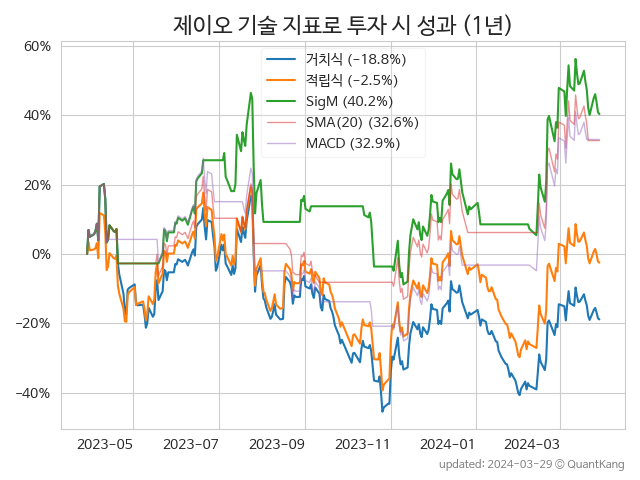 제이오 기술 지표로 투자 시 성과 (1년)
60%
40%
20%
0%
−20%
−40%
거치식 (-18.8%)
적립식 (-2.5%)
SigM (40.2%)
SMA(20) (32.6%)
MACD (32.9%)
2023-05 2023-07 2023-09 2023-11 2024-01 2024-03
updated: 2024-03-29 © QuantKang